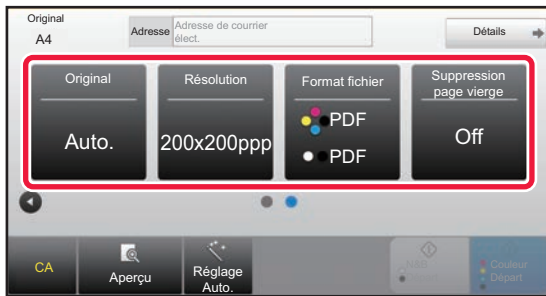 Original
A4
Adresse
Adresse de courrier
élect.
Détails
Original
Auto.
Résolution
200x200ppp
Format fichier
PDF
PDF
Suppression
page vierge
Off
CA
Aperçu
Réglage
Auto.
Couleur
Départ